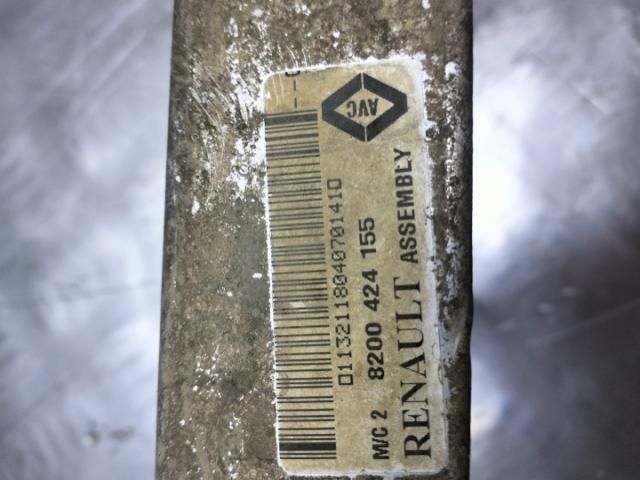 AVC
01132118040701410
M/C 2 8200 424 155
RENAULT ASSEMBLY